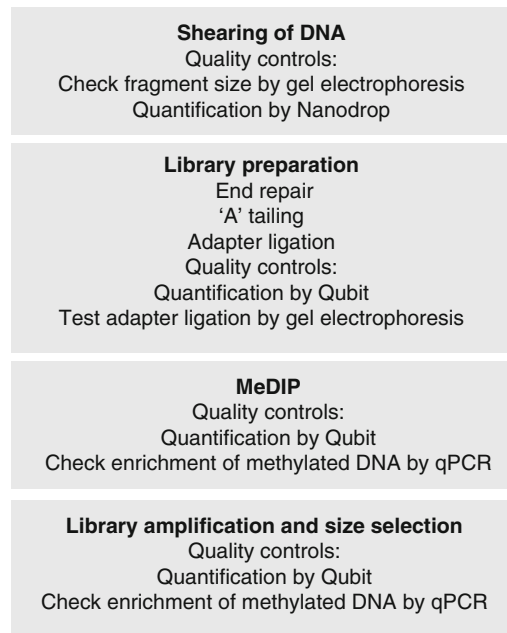 Shearing of DNA
Quality controls:
Check fragment size by gel electrophoresis
Quantification by Nanodrop
Library preparation
End repair
‘A’ tailing
Adapter ligation
Quality controls:
Quantification by Qubit
Test adapter ligation by gel electrophoresis
MeDIP
Quality controls:
Quantification by Qubit
Check enrichment of methylated DNA by qPCR
Library amplification and size selection
Quality controls:
Quantification by Qubit
Check enrichment of methylated DNA by qPCR